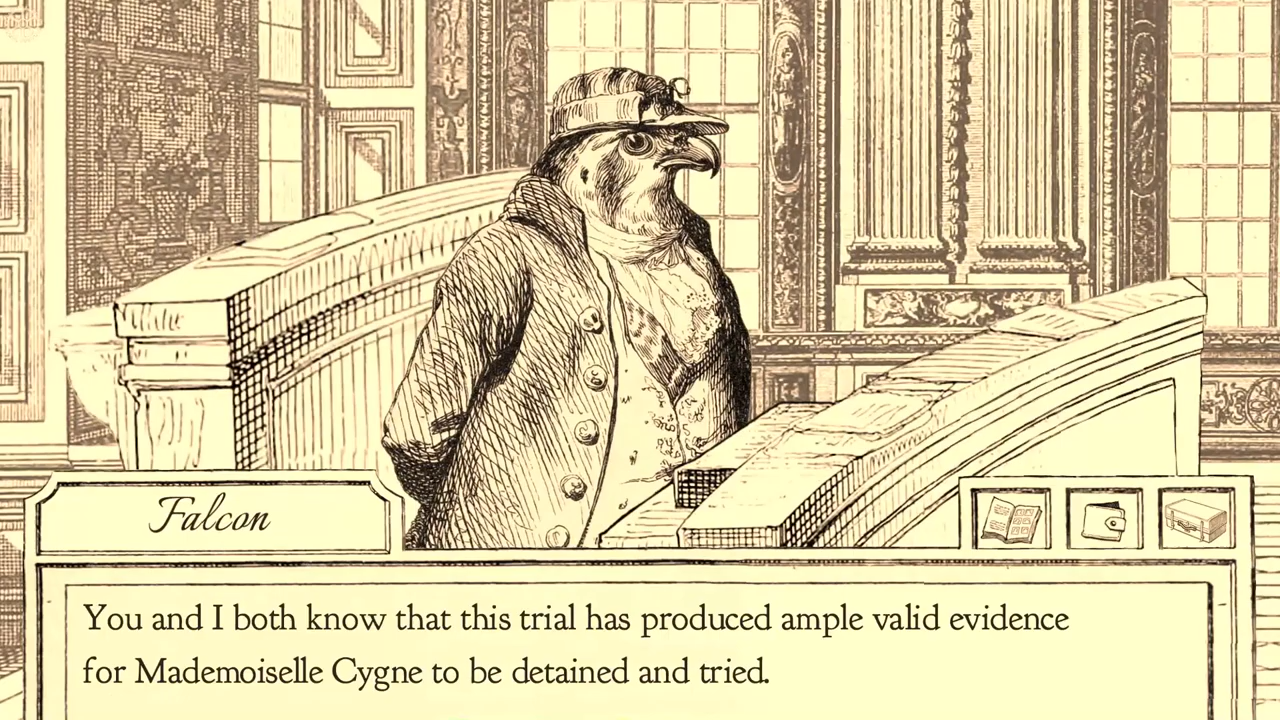 Falcon
You and I both know that this trial has produced ample valid evidence
for Mademoiselle Cygne to be detained and tried.